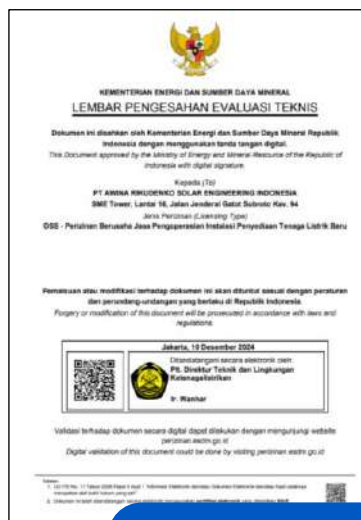 KEMENTERIAN ENERGI DAN SUMBER DAYA MINERAL
LEMBAR PENGESAHAN EVALUASI TEKNIS
Dokumen ini disahkan oleh Kementerian Energi dan Sumber Daya Mineral Republik
Indonesia dengan menggunakan tanda tangan digital.
This Document approved by the Ministry of Energy and Mineral Resource of the Republic of
Indonesia with digital signature.
Kepada (To)
PT AWINA RIKUDENKO SOLAR ENGINEERING INDONESIA
SME Tower, Lantai 16, Jalan Jenderal Gatot Subroto Kav. 94
Jenis Perizinan (Licensing Type)
OSS - Perizinan Berusaha Jasa Pengoperasian Instalasi Penyediaan Tenaga Listrik Baru
Pemalsuan atau modifikasi terhadap dokumen ini akan dituntut sesuai dengan peraturan
dan perundang-undangan yang berlaku di Republik Indonesia.
Forgery or modification of this document will be prosecuted in accordance with laws and
regulations.
Jakarta, 10 Desember 2024
Ditandatangani secara elektronik oleh:
Plt. Direktur Teknik dan Lingkungan
Ketenagalistrikan
Ir. Wanhar
Validasi terhadap dokumen secara digital dapat dilakukan dengan mengunjungi website
perizinan.esdm.go.id
Digital validation of this document could be done by visiting perizinan.esdm.go.id